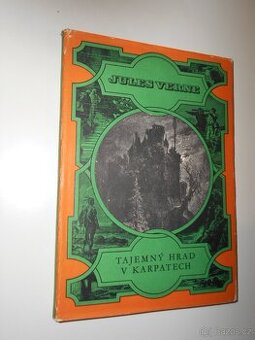 JULES VERNE
TAJEMNÝ HRAD
V KARPATECH